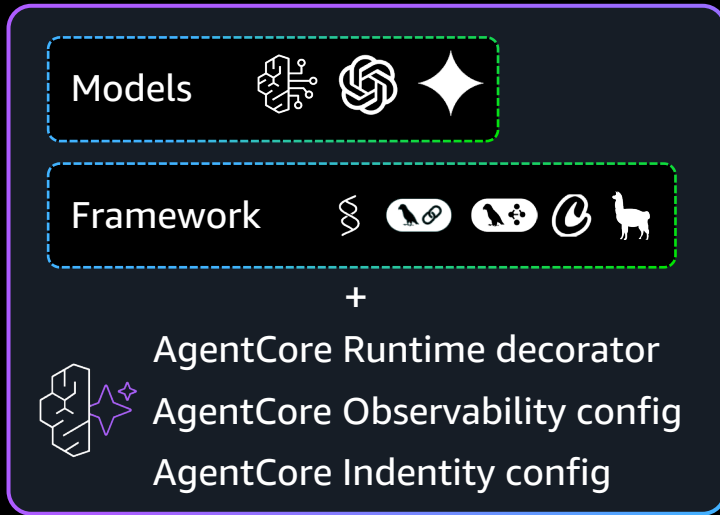 Models
Framework
+
AgentCore Runtime decorator
AgentCore Observability config
AgentCore Indentity config